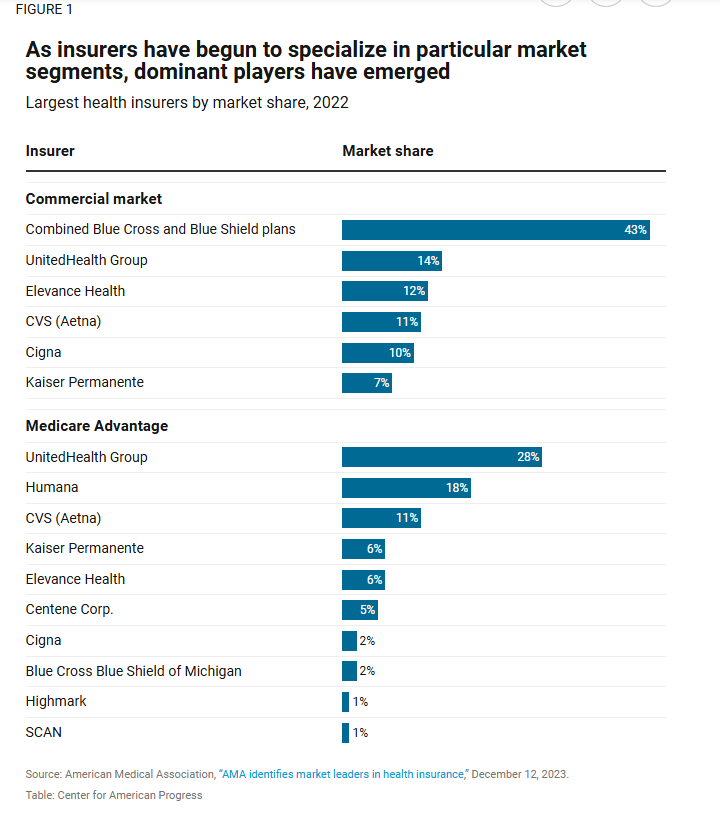 FIGURE 1
As insurers have begun to specialize in particular market
segments, dominant players have emerged
Largest health insurers by market share, 2022
Insurer Market share
Commercial market
Combined Blue Cross and Blue Shield plans 43%
UnitedHealth Group 14%
Elevance Health 12%
CVS (Aetna) 11%
Cigna 10%
Kaiser Permanente 7%
Medicare Advantage
UnitedHealth Group 28%
Humana 18%
CVS (Aetna) 11%
Kaiser Permanente 6%
Elevance Health 6%
Centene Corp. 5%
Cigna 2%
Blue Cross Blue Shield of Michigan 2%
Highmark 1%
SCAN 1%
Source: American Medical Association, “AMA identifies market leaders in health insurance,” December 12, 2023.
Table: Center for American Progress